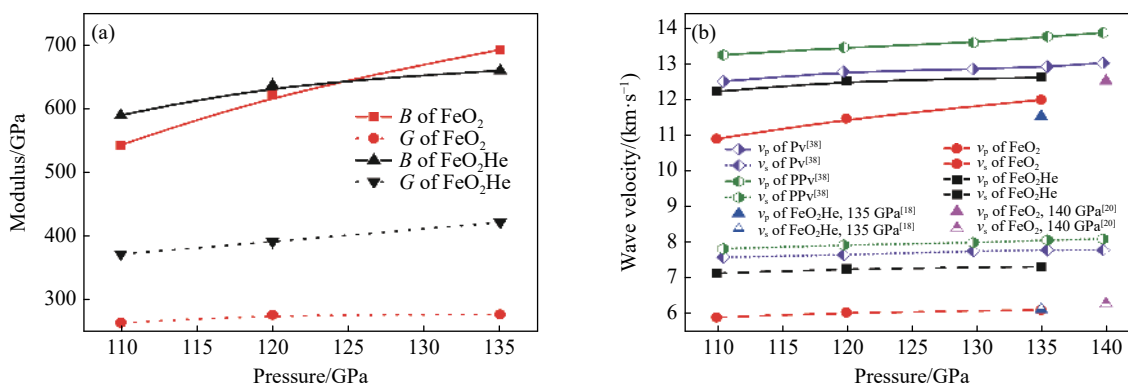 (a)
700
600
500
400
300
Modulus/GPa
B of FeO₂
G of FeO₂
B of FeO₂He
G of FeO₂He
110 115 120 125 130 135
Pressure/GPa
(b)
16
15
14
13
12
11
10
9
8
7
6
Wave velocity/(km·s⁻¹)
vₚ of Pv[38]
vₛ of Pv[38]
vₚ of PPv[38]
vₛ of PPv[38]
vₚ of FeO₂He, 135 GPa[18]
vₛ of FeO₂He, 135 GPa[18]
vₚ of FeO₂
vₛ of FeO₂
vₚ of FeO₂He
vₛ of FeO₂He
vₚ of FeO₂, 140 GPa[20]
vₛ of FeO₂, 140 GPa[20]
110 115 120 125 130 135 140
Pressure/GPa